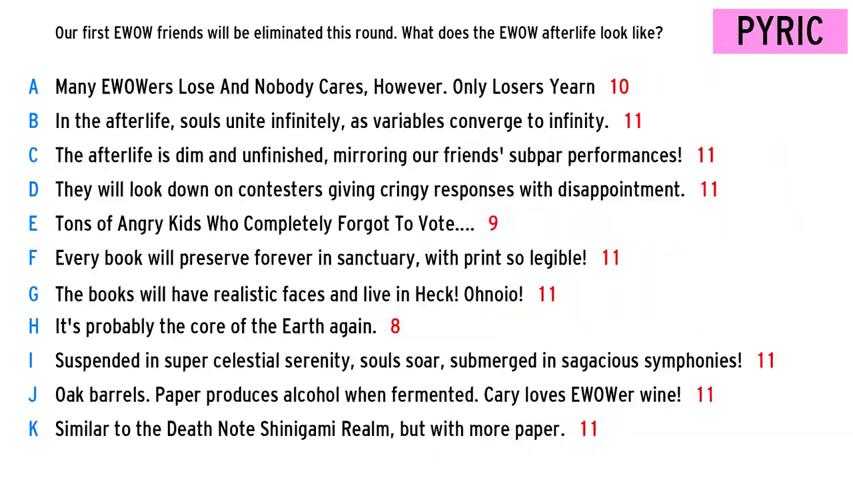 Our first EWOW friends will be eliminated this round. What does the EWOW afterlife look like?
PYRIC
A Many EWOWers Lose And Nobody Cares, However. Only Losers Yearn 10
B In the afterlife, souls unite infinitely, as variables converge to infinity. 11
C The afterlife is dim and unfinished, mirroring our friends' subpar performances! 11
D They will look down on contesters giving cringy responses with disappointment. 11
E Tons of Angry Kids Who Completely Forgot To Vote.... 9
F Every book will preserve forever in sanctuary, with print so legible! 11
G The books will have realistic faces and live in Heck! Ohnoio! 11
H It's probably the core of the Earth again. 8
I Suspended in super celestial serenity, souls soar, submerged in sagacious symphonies! 11
J Oak barrels. Paper produces alcohol when fermented. Cary loves EWOWer wine! 11
K Similar to the Death Note Shinigami Realm, but with more paper. 11